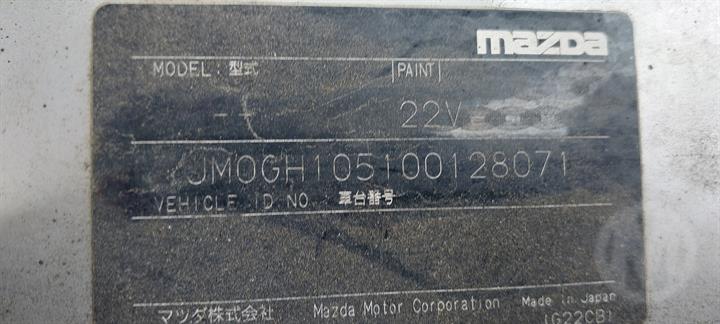 mazda
MODEL : 型式 PAINT
-- 22V
JM0GH105100128071
VEHICLE ID NO. 車台番号
マツダ株式会社 Mazda Motor Corporation Made in Japan
(G22CB)